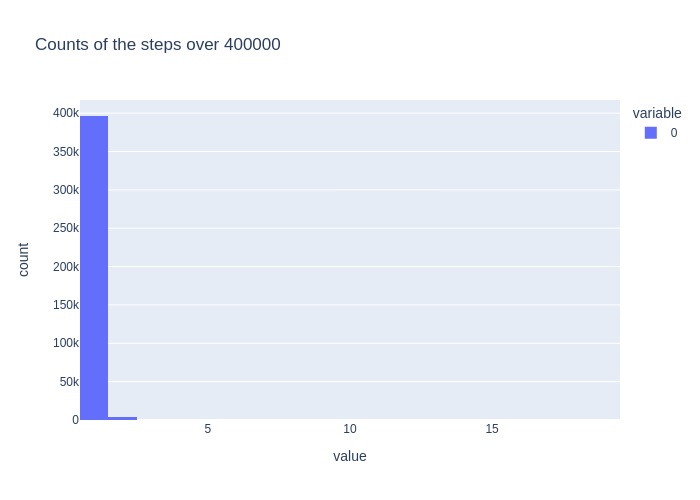 Counts of the steps over 400000
variable
0
400k
350k
300k
250k
200k
150k
100k
50k
0
count
5
10
15
value